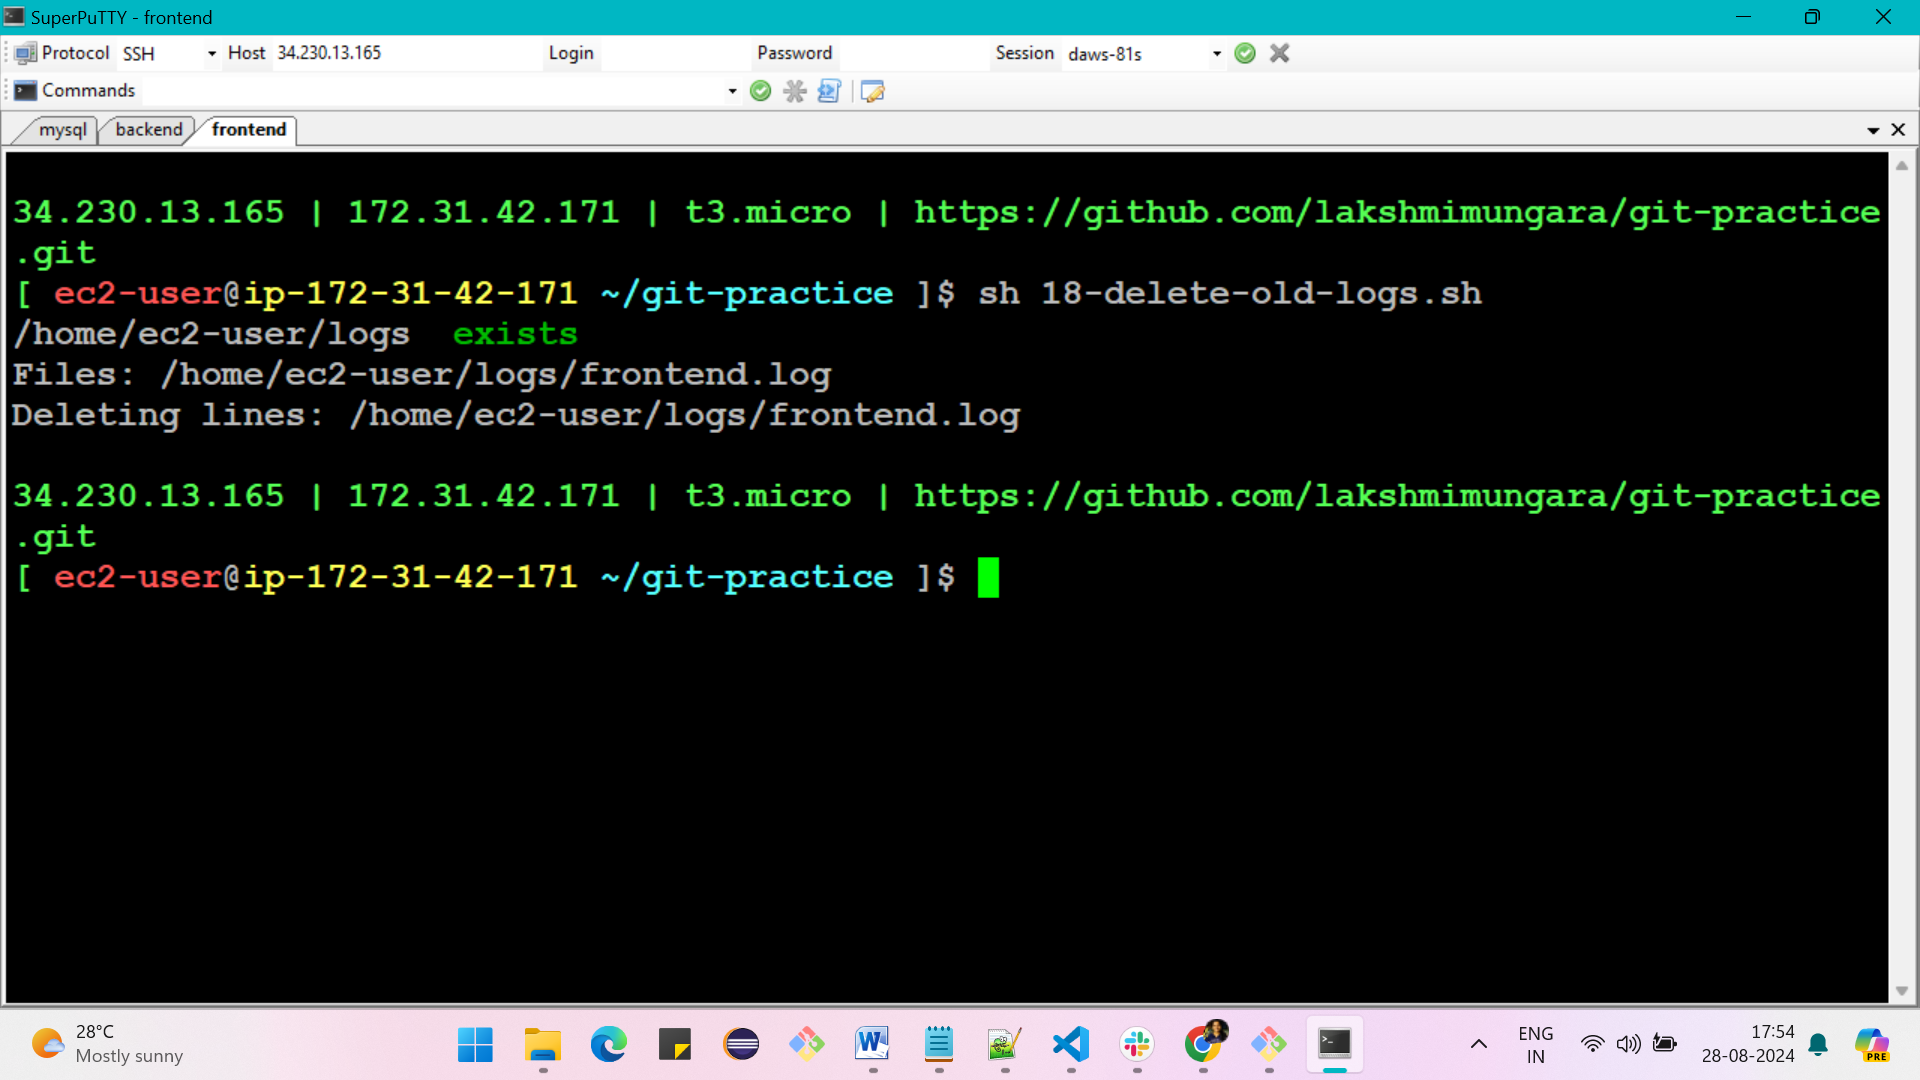 SuperPuTTY - frontend
Protocol SSH Host 34.230.13.165 Login Password Session daws-81s
Commands
mysql backend frontend
34.230.13.165 | 172.31.42.171 | t3.micro | https://github.com/lakshmimungara/git-practice
.git
[ ec2-user@ip-172-31-42-171 ~/git-practice ]$ sh 18-delete-old-logs.sh
/home/ec2-user/logs  exists
Files: /home/ec2-user/logs/frontend.log
Deleting lines: /home/ec2-user/logs/frontend.log
34.230.13.165 | 172.31.42.171 | t3.micro | https://github.com/lakshmimungara/git-practice
.git
[ ec2-user@ip-172-31-42-171 ~/git-practice ]$
28°C
Mostly sunny
ENG
IN
17:54
28-08-2024
PRE